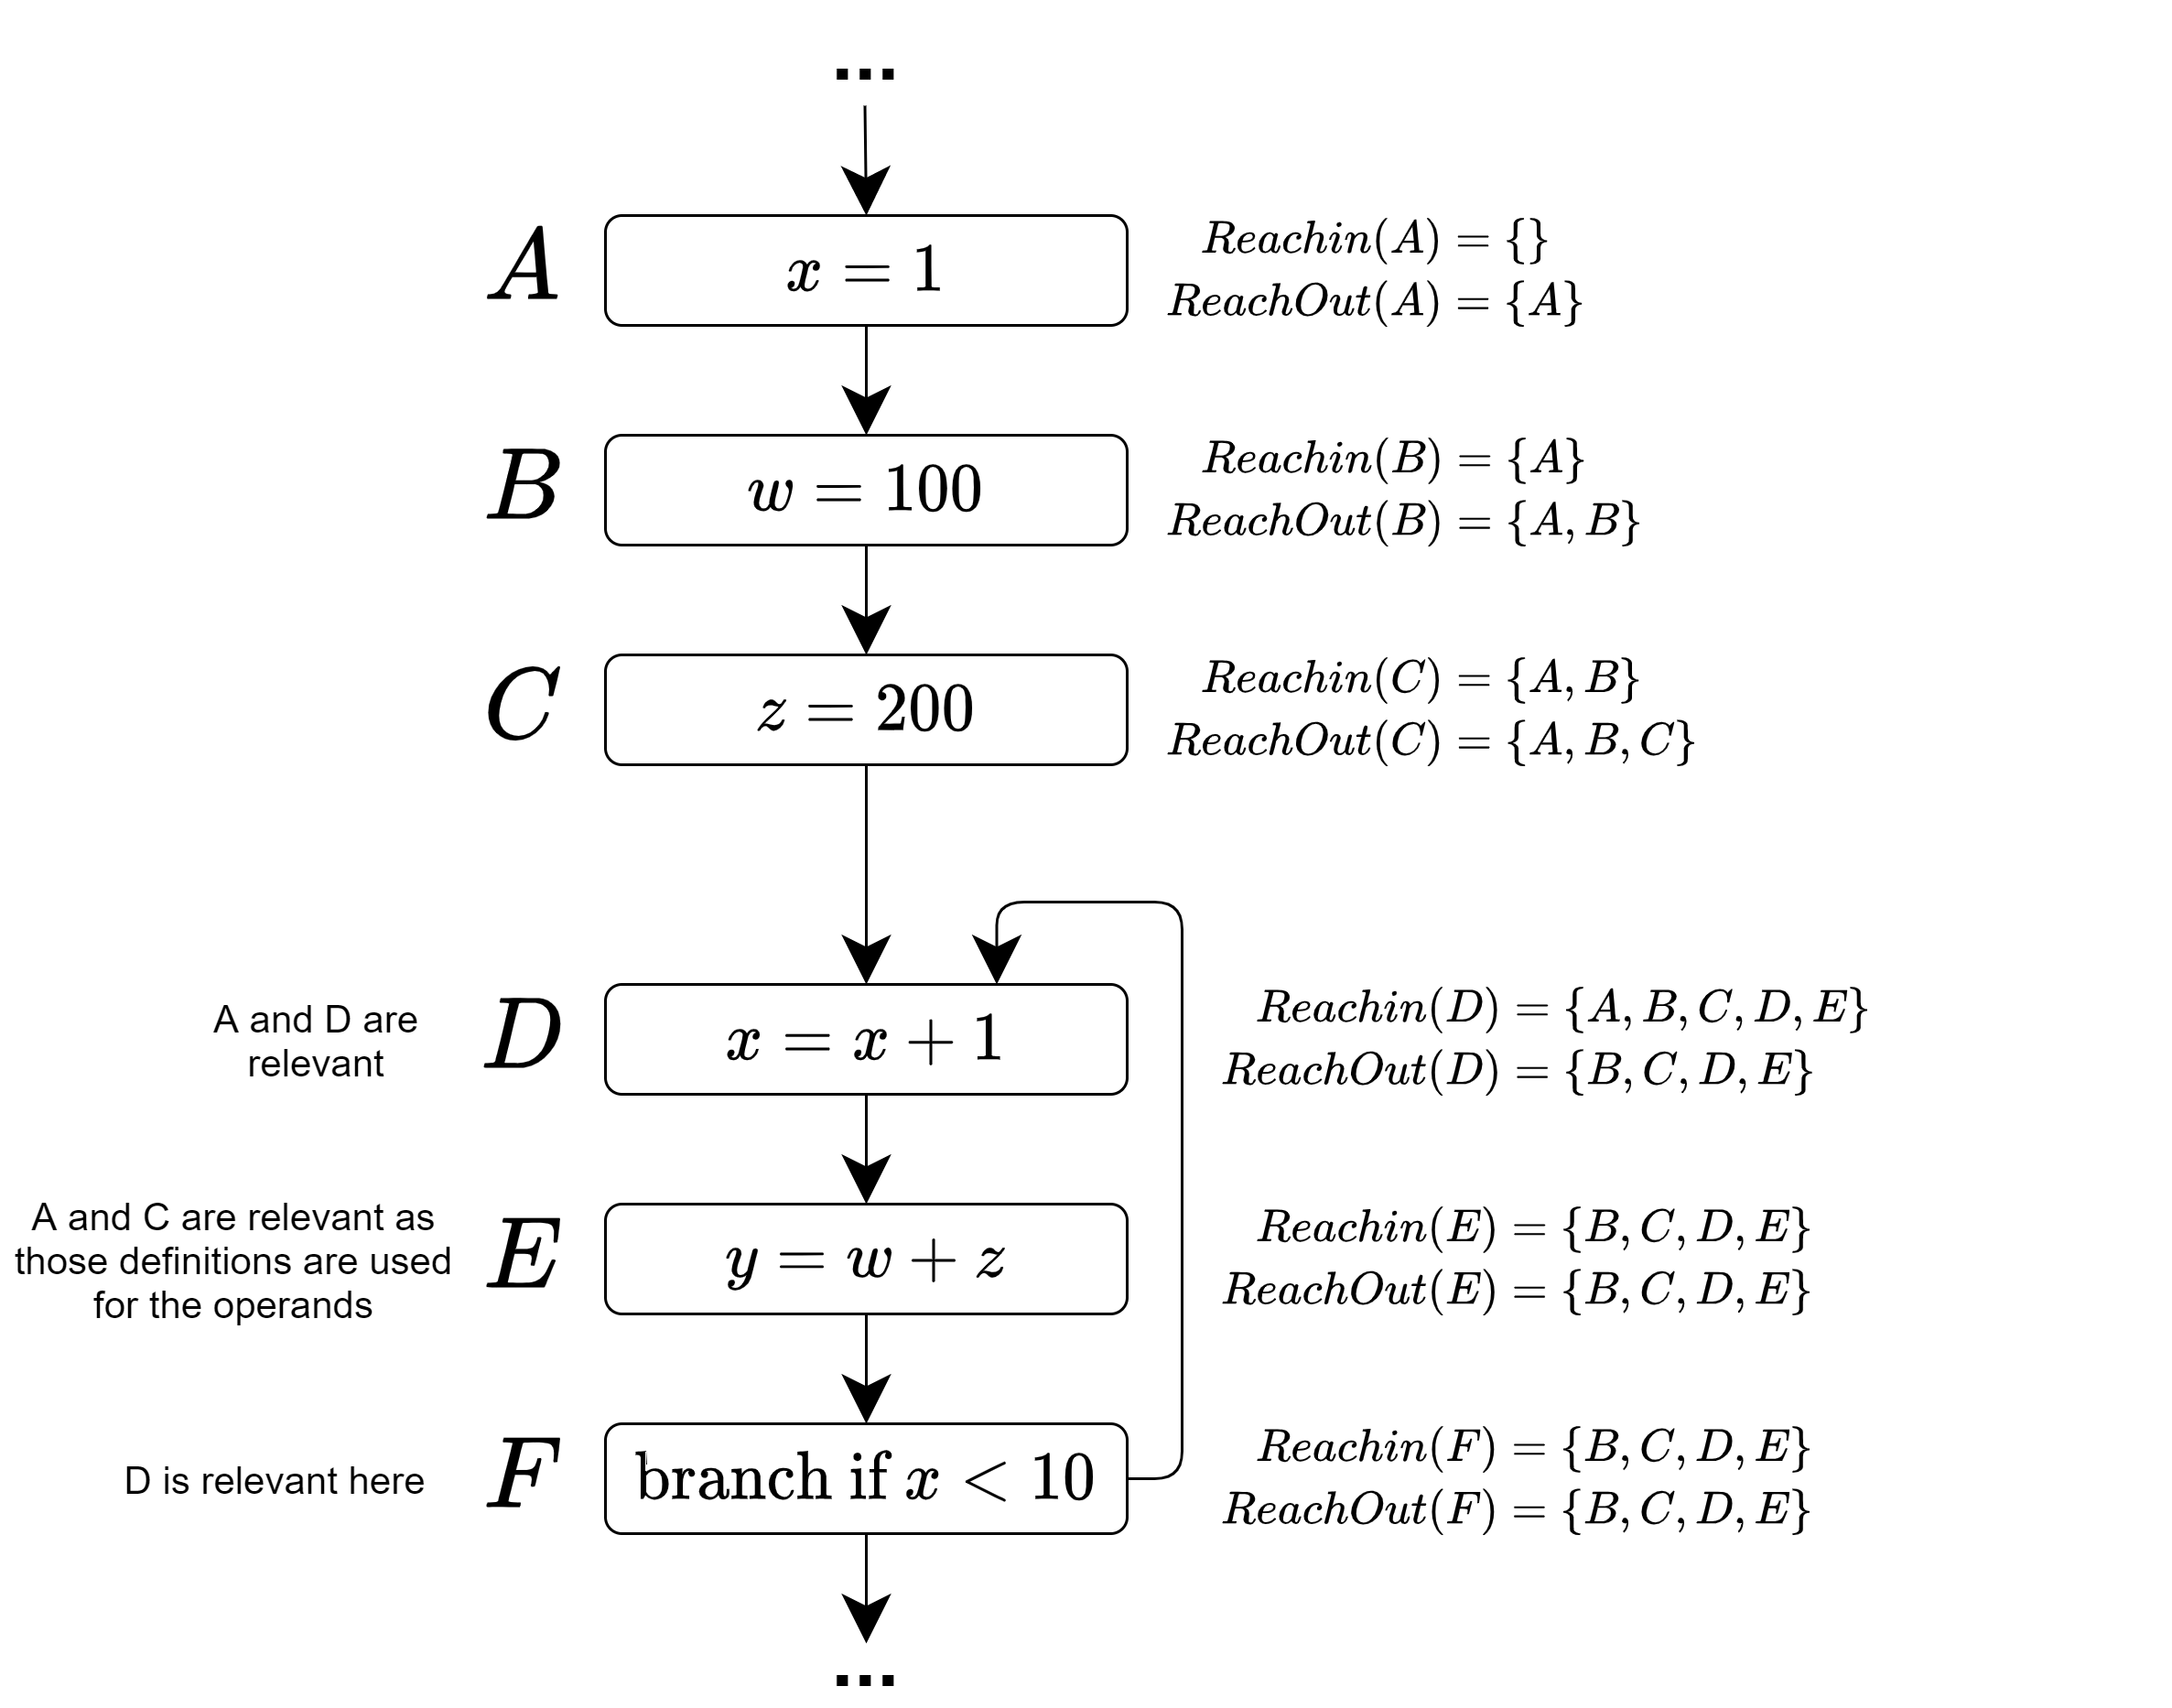 ...
A
x = 1
Reachin(A) = {}
ReachOut(A) = {A}
B
w = 100
Reachin(B) = {A}
ReachOut(B) = {A, B}
C
z = 200
Reachin(C) = {A, B}
ReachOut(C) = {A, B, C}
A and D are
relevant
D
x = x + 1
Reachin(D) = {A, B, C, D, E}
ReachOut(D) = {B, C, D, E}
A and C are relevant as
those definitions are used
for the operands
E
y = w + z
Reachin(E) = {B, C, D, E}
ReachOut(E) = {B, C, D, E}
D is relevant here
F
branch if x < 10
Reachin(F) = {B, C, D, E}
ReachOut(F) = {B, C, D, E}
...